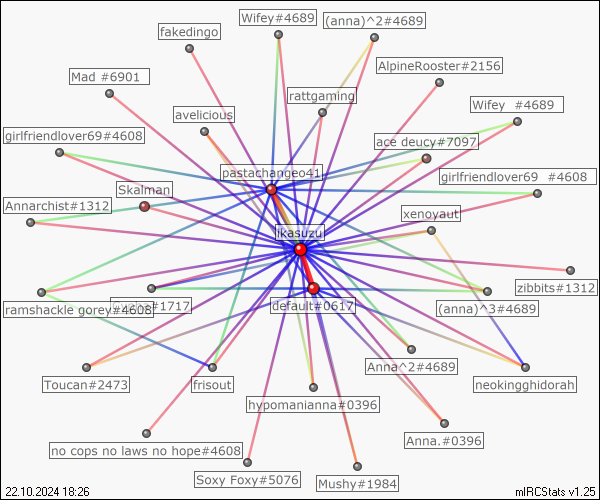 Wifey#4689
(anna)^2#4689
fakedingo
AlpineRooster#2156
Mad #6901
rattgaming
Wifey  #4689
avelicious
girlfriendlover69#4608
ace deucy#7097
pastachangeo41
girlfriendlover69  #4608
Skalman
Annarchist#1312
xenoyaut
ikasuzu
zibbits#1312
ramshackle gorey#4608
#1717
default#0617
(anna)^3#4689
Anna^2#4689
Toucan#2473
frisout
neokingghidorah
hypomanianna#0396
Anna.#0396
no cops no laws no hope#4608
Soxy Foxy#5076
Mushy#1984
22.10.2024 18:26
mIRCStats v1.25